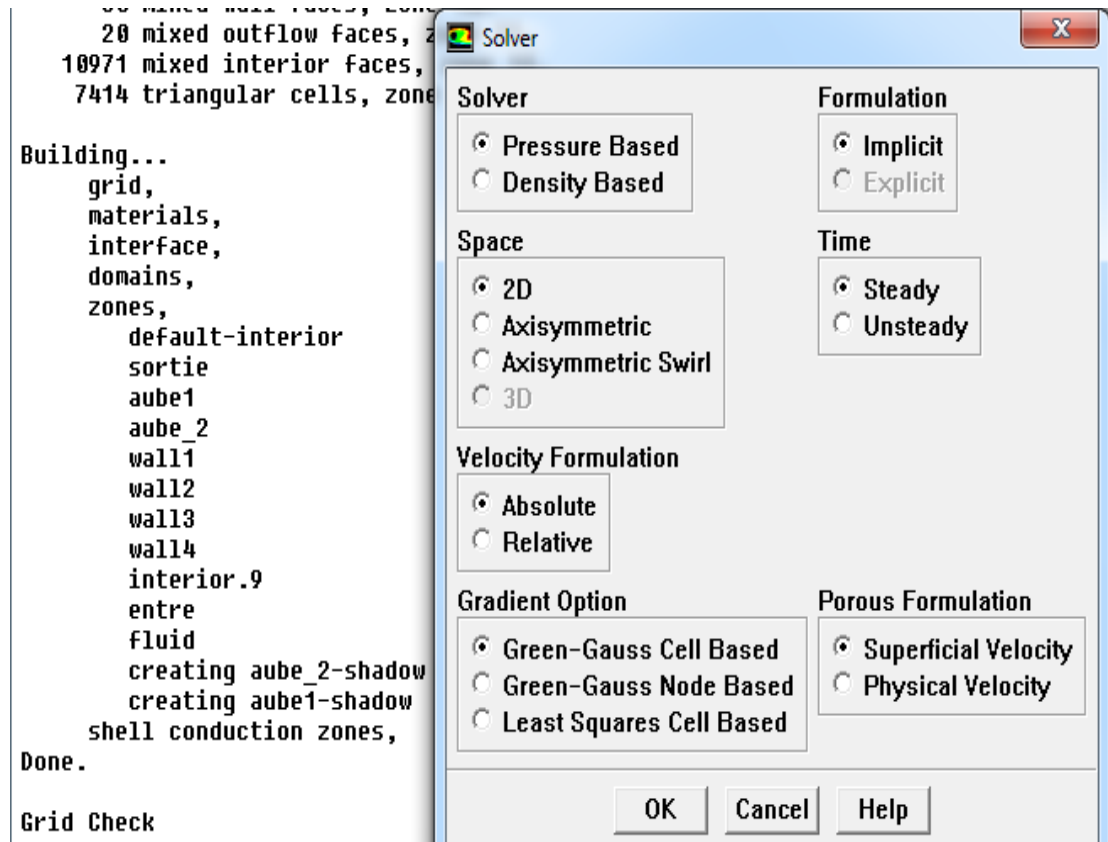 20 mixed outflow faces,
10971 mixed interior faces,
7414 triangular cells, zone
Building...
grid,
materials,
interface,
domains,
zones,
default-interior
sortie
aube1
aube_2
wall1
wall2
wall3
wall4
interior.9
entre
fluid
creating aube_2-shadow
creating aube1-shadow
shell conduction zones,
Done.
Grid Check
Solver
Solver
Pressure Based
Density Based
Formulation
Implicit
Explicit
Space
2D
Axisymmetric
Axisymmetric Swirl
3D
Time
Steady
Unsteady
Velocity Formulation
Absolute
Relative
Gradient Option
Green-Gauss Cell Based
Green-Gauss Node Based
Least Squares Cell Based
Porous Formulation
Superficial Velocity
Physical Velocity
OK Cancel Help